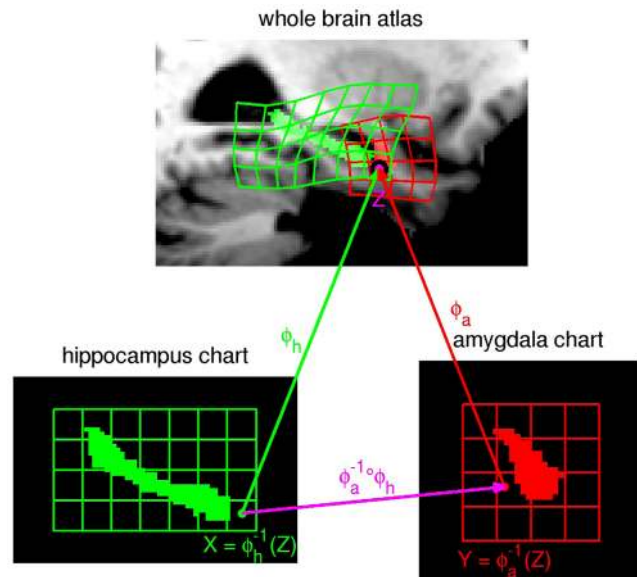 whole brain atlas
Z
ϕₕ
ϕₐ
hippocampus chart
amygdala chart
ϕₐ⁻¹∘ϕₕ
X = ϕₕ⁻¹(Z)
Y = ϕₐ⁻¹(Z)